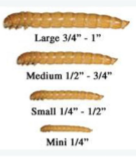 Large 3/4" - 1"
Medium 1/2" - 3/4"
Small 1/4" - 1/2"
Mini 1/4"